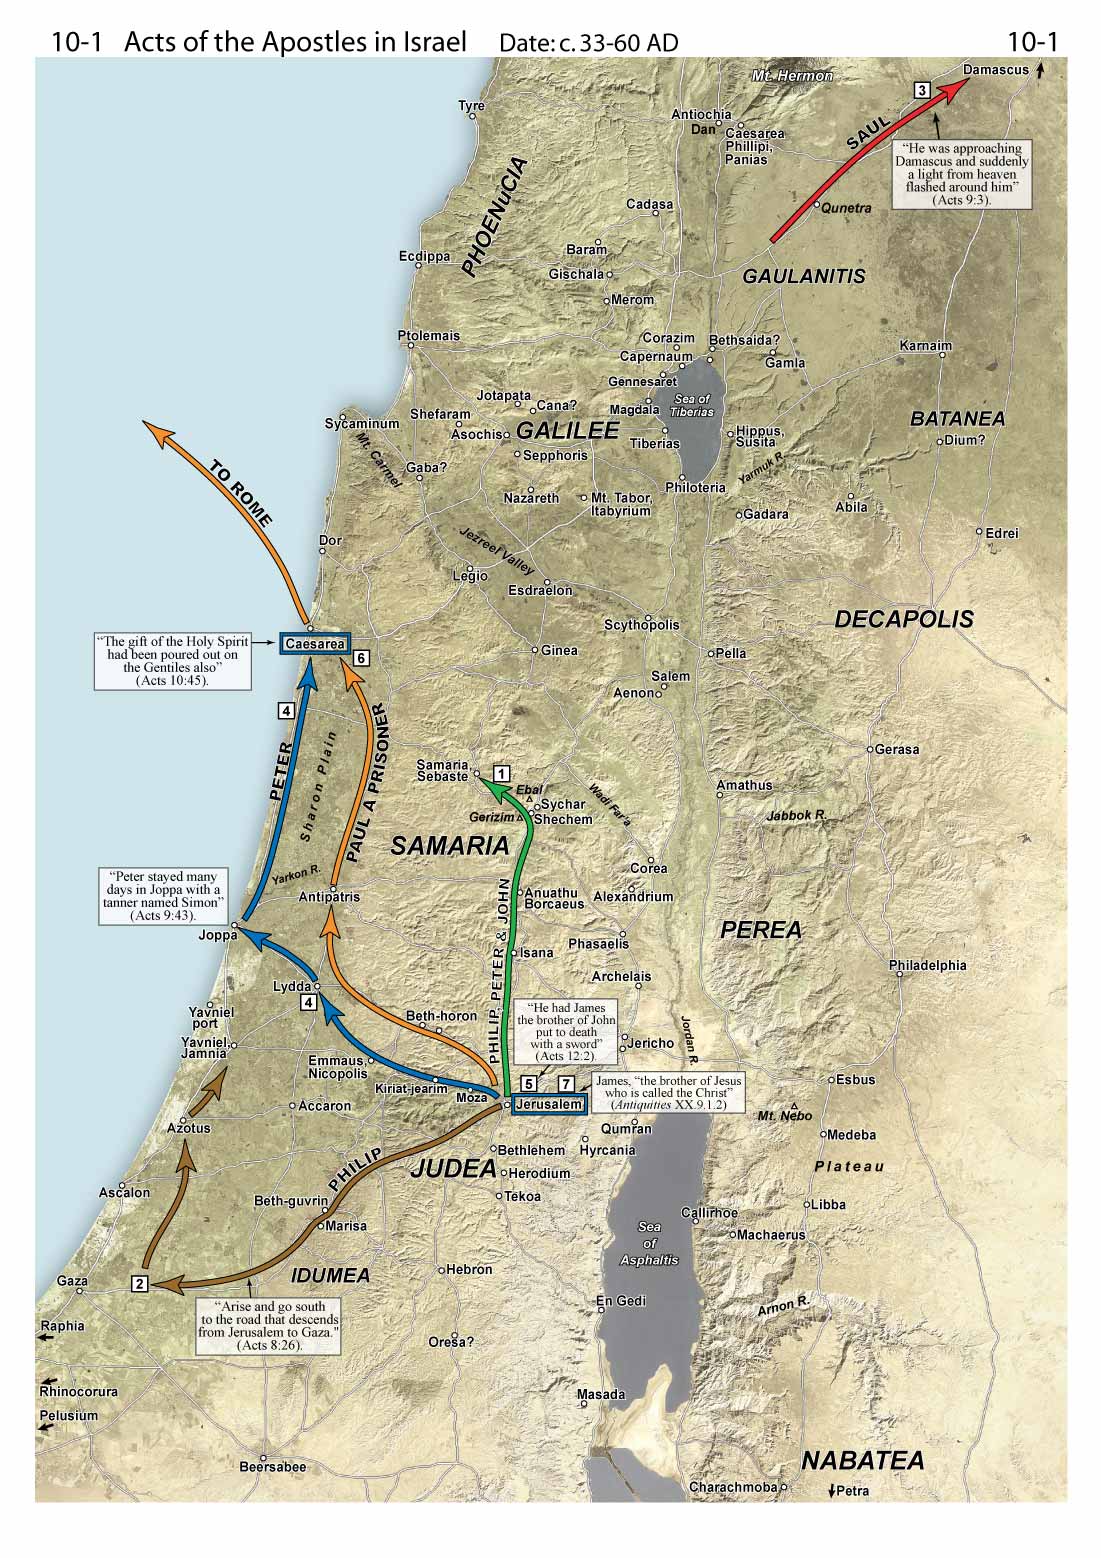 10-1 Acts of the Apostles in Israel Date: c. 33-60 AD 10-1
Damascus
Mt. Hermon
3
Tyre
Antiochia
Dan
Caesarea
Phillipi,
Panias
SAUL
"He was approaching
Damascus and suddenly
a light from heaven
flashed around him"
(Acts 9:3).
PHOENuCIA
Cadasa
Qunetra
Baram
Ecdippa
Gischala
GAULANITIS
Merom
Ptolemais
Corazim
Bethsaida?
Karnaim
Capernaum
Gamla
Gennesaret
Jotapata
Cana?
Sea of
Tiberias
Magdala
Shefaram
Sycaminum
Asochis
GALILEE
BATANEA
Hippus,
Susita
Tiberias
Dium?
Mt. Carmel
Sepphoris
Gaba?
Yarmuk R.
Philoteria
Nazareth
Mt. Tabor,
Itabyrium
Abila
Gadara
TO ROME
Edrei
Dor
Jezreel Valley
Legio
Esdraelon
DECAPOLIS
Scythopolis
"The gift of the Holy Spirit
had been poured out on
the Gentiles also"
(Acts 10:45).
Caesarea
6
Ginea
Pella
Salem
Aenon
4
PETER
Sharon Plain
PAUL A PRISONER
Gerasa
Samaria,
Sebaste
1
Ebal
Sychar
Gerizim
Shechem
Wadi Far'a
Amathus
Jabbok R.
SAMARIA
Yarkon R.
Corea
"Peter stayed many
days in Joppa with a
tanner named Simon"
(Acts 9:43).
Antipatris
Anuathu
Borcaeus
Alexandrium
PHILIP, PETER & JOHN
Joppa
PEREA
Phasaelis
Isana
Philadelphia
Archelais
Lydda
4
Yavniel
port
Beth-horon
"He had James
the brother of John
put to death
with a sword"
(Acts 12:2).
Jordan R.
Yavniel,
Jamnia
Jericho
Emmaus,
Nicopolis
Kiriat-jearim
Moza
5
7
James, "the brother of Jesus
who is called the Christ"
(Antiquities XX.9.1.2)
Esbus
Jerusalem
Accaron
Mt. Nebo
Azotus
Qumran
Medeba
Bethlehem
Hyrcania
PHILIP
JUDEA
Herodium
Plateau
Ascalon
Beth-guvrin
Tekoa
Libba
Callirhoe
Marisa
Machaerus
Sea
of
Asphaltis
Gaza
2
IDUMEA
Hebron
En Gedi
Arnon R.
"Arise and go south
to the road that descends
from Jerusalem to Gaza."
(Acts 8:26).
Raphia
Oresa?
Rhinocorura
Masada
Pelusium
Beersabee
NABATEA
Charachmoba
Petra